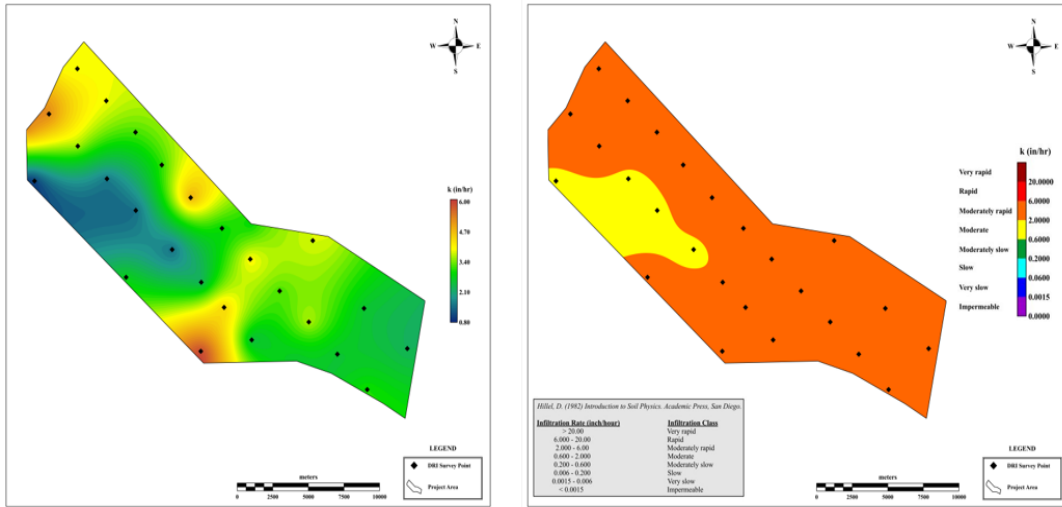 N
W E
S
k (in/hr)
6.00
4.70
3.40
2.10
0.80
LEGEND
DRI Survey Point
Project Area
meters
0 2500 5000 7500 10000
N
W E
S
k (in/hr)
Very rapid
20.0000
Rapid
6.0000
Moderately rapid
2.0000
Moderate
0.6000
Moderately slow
0.2000
Slow
0.0600
Very slow
0.0015
Impermeable
0.0000
Hillel, D. (1982) Introduction to Soil Physics. Academic Press, San Diego.
Infiltration Rate (inch/hour) Infiltration Class
> 20.00 Very rapid
6.000 - 20.00 Rapid
2.000 - 6.00 Moderately rapid
0.600 - 2.000 Moderate
0.200 - 0.600 Moderately slow
0.006 - 0.200 Slow
0.0015 - 0.006 Very slow
< 0.0015 Impermeable
LEGEND
DRI Survey Point
Project Area
meters
0 2500 5000 7500 10000